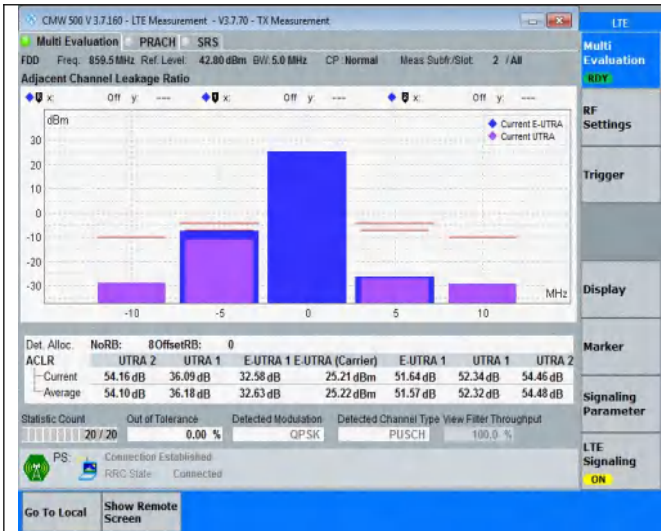 CMW 500 V 3.7.160 - LTE Measurement - V3.7.70 - TX Measurement
LTE
Multi Evaluation PRACH SRS
FDD Freq: 859.5 MHz Ref. Level: 42.80 dBm BW: 5.0 MHz CP: Normal Meas Subfr./Slot: 2 / All
Adjacent Channel Leakage Ratio
x: Off y: --- x: Off y: --- x: Off y: ---
dBm
Current E-UTRA
Current UTRA
30
20
10
0
-10
-20
-30
MHz
-10 -5 0 5 10
Det. Alloc. NoRB: 8 OffsetRB: 0
ACLR UTRA 2 UTRA 1 E-UTRA 1 E-UTRA (Carrier) E-UTRA 1 UTRA 1 UTRA 2
Current 54.16 dB 36.09 dB 32.58 dB 25.21 dBm 51.64 dB 52.34 dB 54.46 dB
Average 54.10 dB 36.18 dB 32.63 dB 25.22 dBm 51.57 dB 52.32 dB 54.48 dB
Statistic Count Out of Tolerance Detected Modulation Detected Channel Type View Filter Throughput
20 / 20 0.00 % QPSK PUSCH 100.0 %
PS: Connection Established
RRC State Connected
Multi
Evaluation
RDY
RF
Settings
Trigger
Display
Marker
Signaling
Parameter
LTE
Signaling
ON
Go To Local
Show Remote
Screen